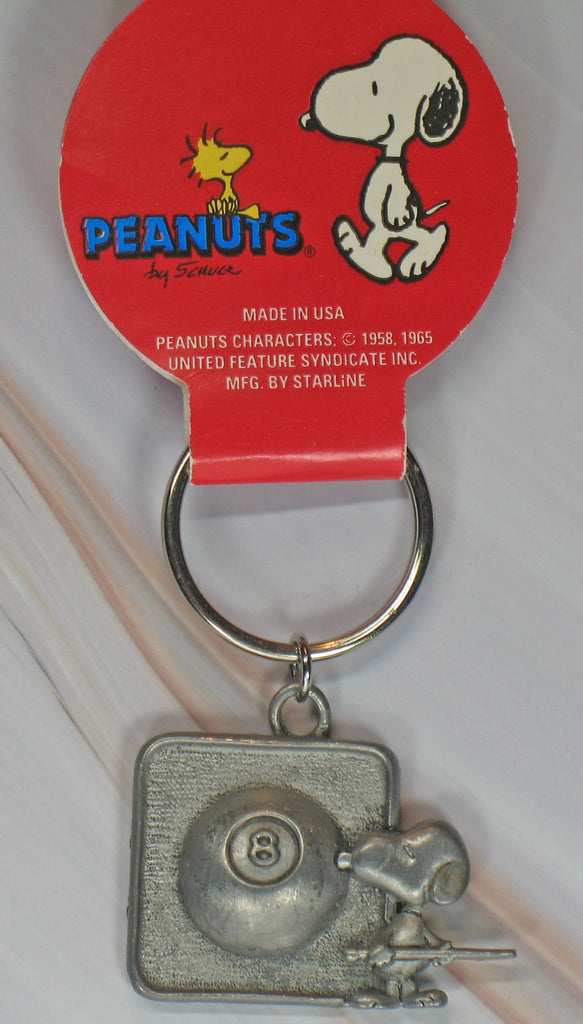 PEANUTS®
by SCHULZ
MADE IN USA
PEANUTS CHARACTERS: © 1958, 1965
UNITED FEATURE SYNDICATE INC.
MFG. BY STARLINE
8